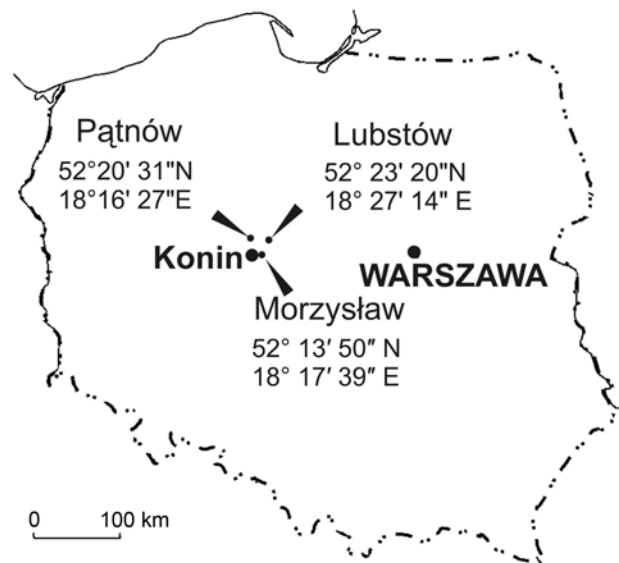 Pątnów
52°20' 31"N
18°16' 27"E
Lubstów
52° 23' 20"N
18° 27' 14" E
Konin
WARSZAWA
Morzysław
52° 13′ 50″ N
18° 17′ 39″ E
0 100 km